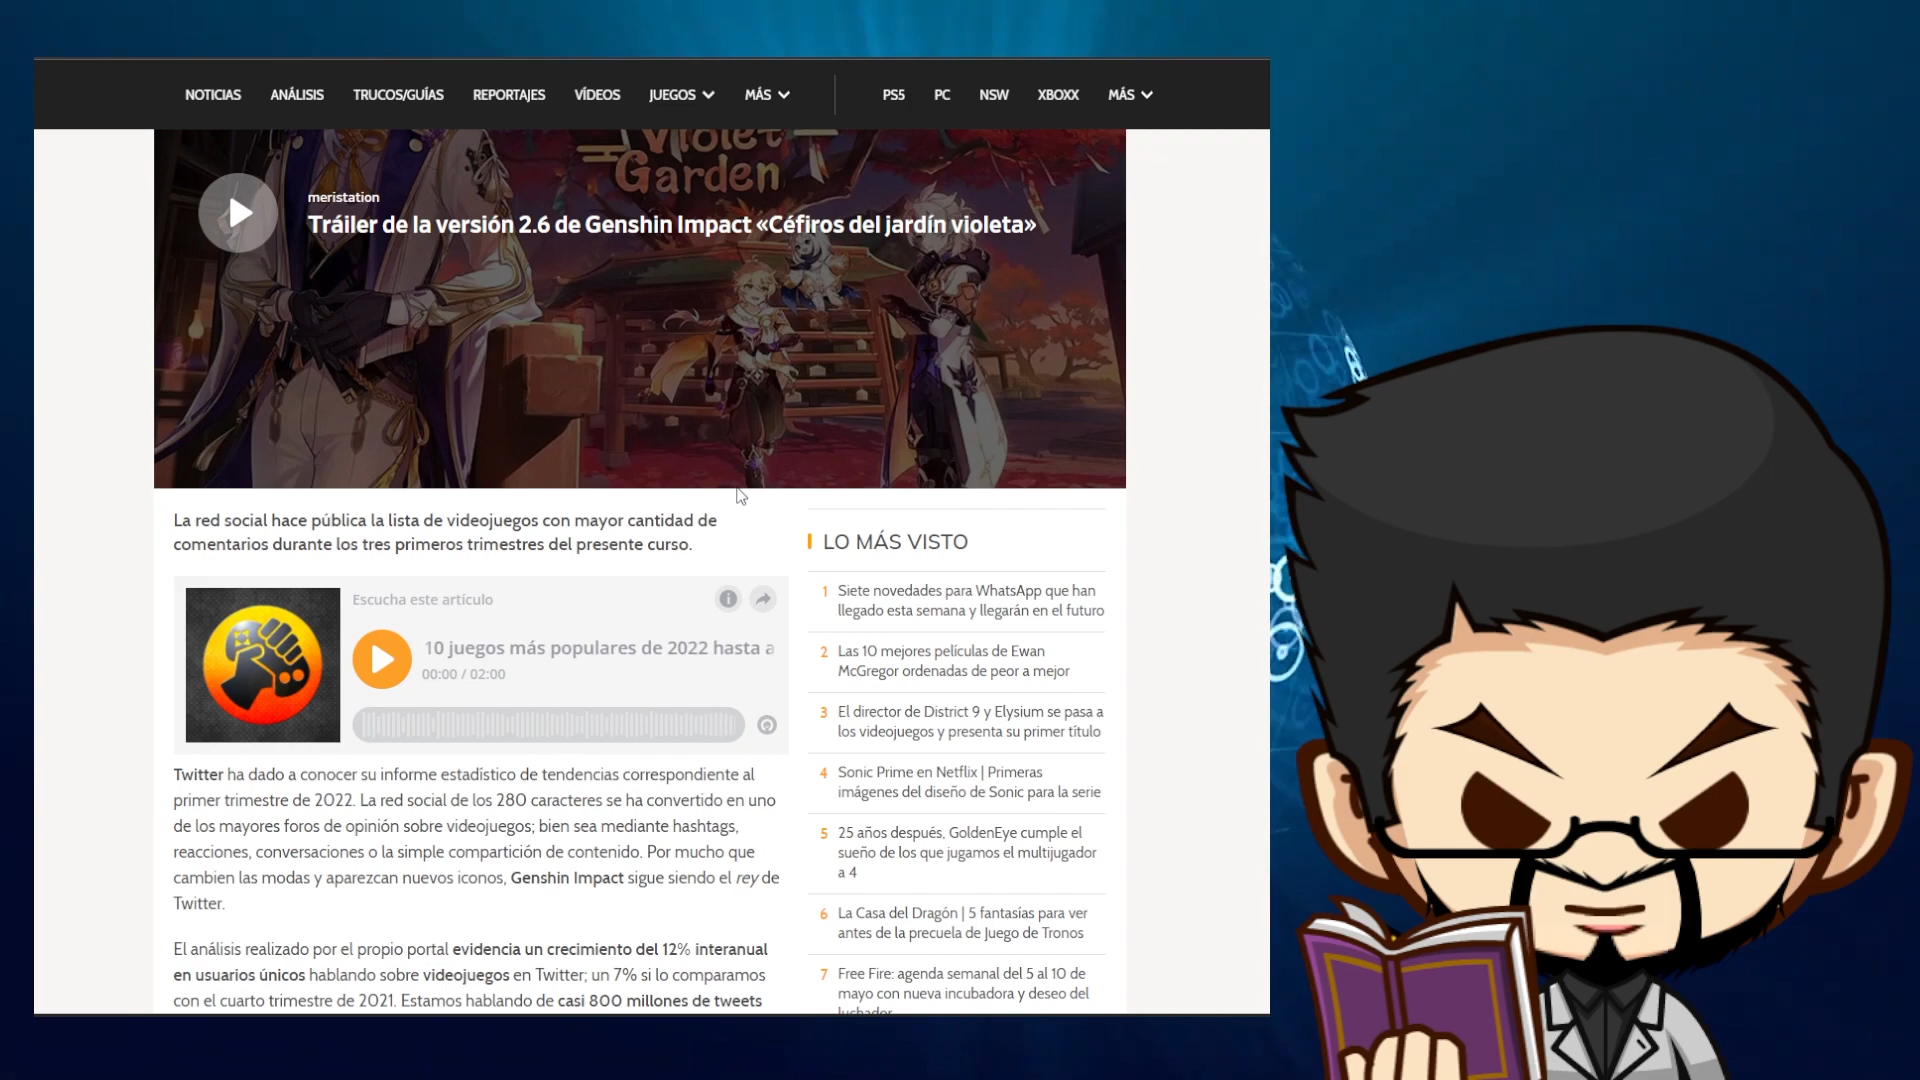 NOTICIAS ANÁLISIS TRUCOS/GUÍAS REPORTAJES VÍDEOS JUEGOS MÁS PS5 PC NSW XBOXX MÁS
Violet
Garden
meristation
Tráiler de la versión 2.6 de Genshin Impact «Céfiros del jardín violeta»
La red social hace pública la lista de videojuegos con mayor cantidad de
comentarios durante los tres primeros trimestres del presente curso.
Escucha este artículo
10 juegos más populares de 2022 hasta a
00:00 / 02:00
Twitter ha dado a conocer su informe estadístico de tendencias correspondiente al
primer trimestre de 2022. La red social de los 280 caracteres se ha convertido en uno
de los mayores foros de opinión sobre videojuegos; bien sea mediante hashtags,
reacciones, conversaciones o la simple compartición de contenido. Por mucho que
cambien las modas y aparezcan nuevos iconos, Genshin Impact sigue siendo el rey de
Twitter.
El análisis realizado por el propio portal evidencia un crecimiento del 12% interanual
en usuarios únicos hablando sobre videojuegos en Twitter; un 7% si lo comparamos
con el cuarto trimestre de 2021. Estamos hablando de casi 800 millones de tweets
LO MÁS VISTO
1 Siete novedades para WhatsApp que han
llegado esta semana y llegarán en el futuro
2 Las 10 mejores películas de Ewan
McGregor ordenadas de peor a mejor
3 El director de District 9 y Elysium se pasa a
los videojuegos y presenta su primer título
4 Sonic Prime en Netflix | Primeras
imágenes del diseño de Sonic para la serie
5 25 años después, GoldenEye cumple el
sueño de los que jugamos el multijugador
a 4
6 La Casa del Dragón | 5 fantasías para ver
antes de la precuela de Juego de Tronos
7 Free Fire: agenda semanal del 5 al 10 de
mayo con nueva incubadora y deseo del
luchador